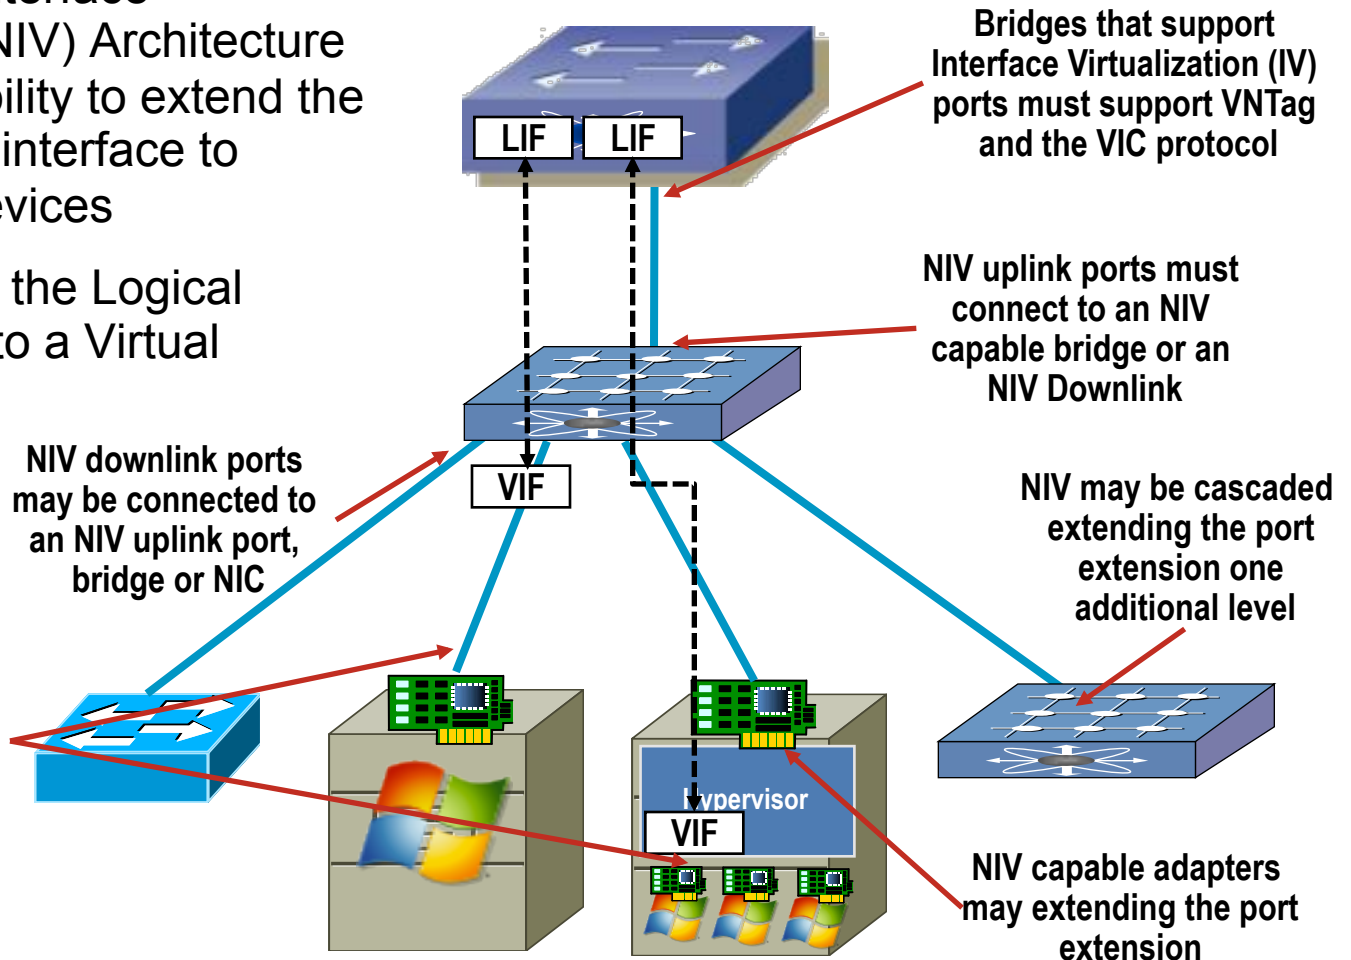 NIV) Architecture
bility to extend the
interface to
evices
the Logical
to a Virtual
Bridges that support
Interface Virtualization (IV)
ports must support VNTag
and the VIC protocol
LIF
LIF
NIV uplink ports must
connect to an NIV
capable bridge or an
NIV Downlink
NIV downlink ports
may be connected to
an NIV uplink port,
bridge or NIC
VIF
NIV may be cascaded
extending the port
extension one
additional level
Hypervisor
VIF
NIV capable adapters
may extending the port
extension